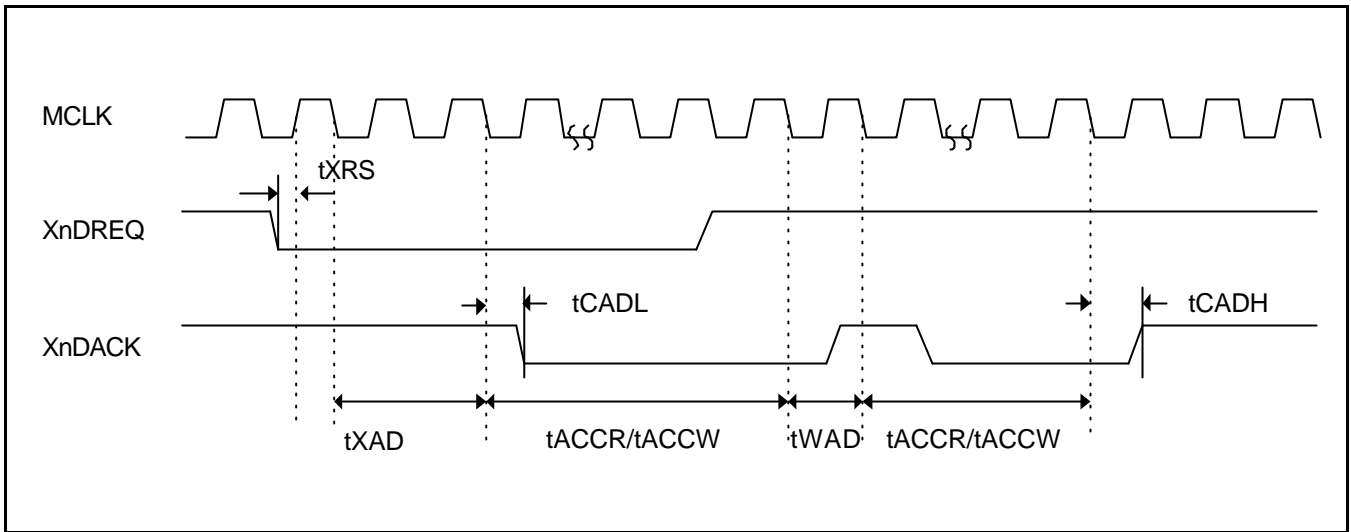 MCLK
tXRS
XnDREQ
tCADL
tCADH
XnDACK
tXAD
tACCR/tACCW
tWAD
tACCR/tACCW